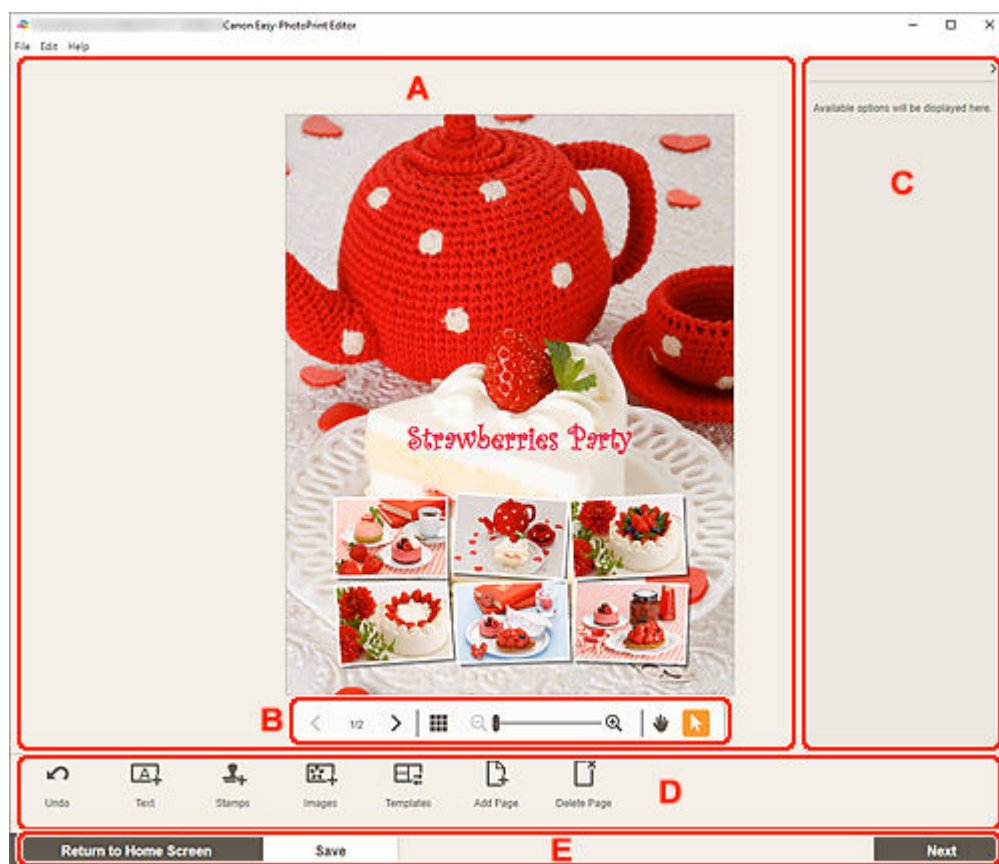 Canon Easy-PhotoPrint Editor
File Edit Help
A
Available options will be displayed here.
C
Strawberries Party
B
1/2
Undo
Text
Stamps
Images
Templates
Add Page
Delete Page
D
Return to Home Screen
Save
E
Next